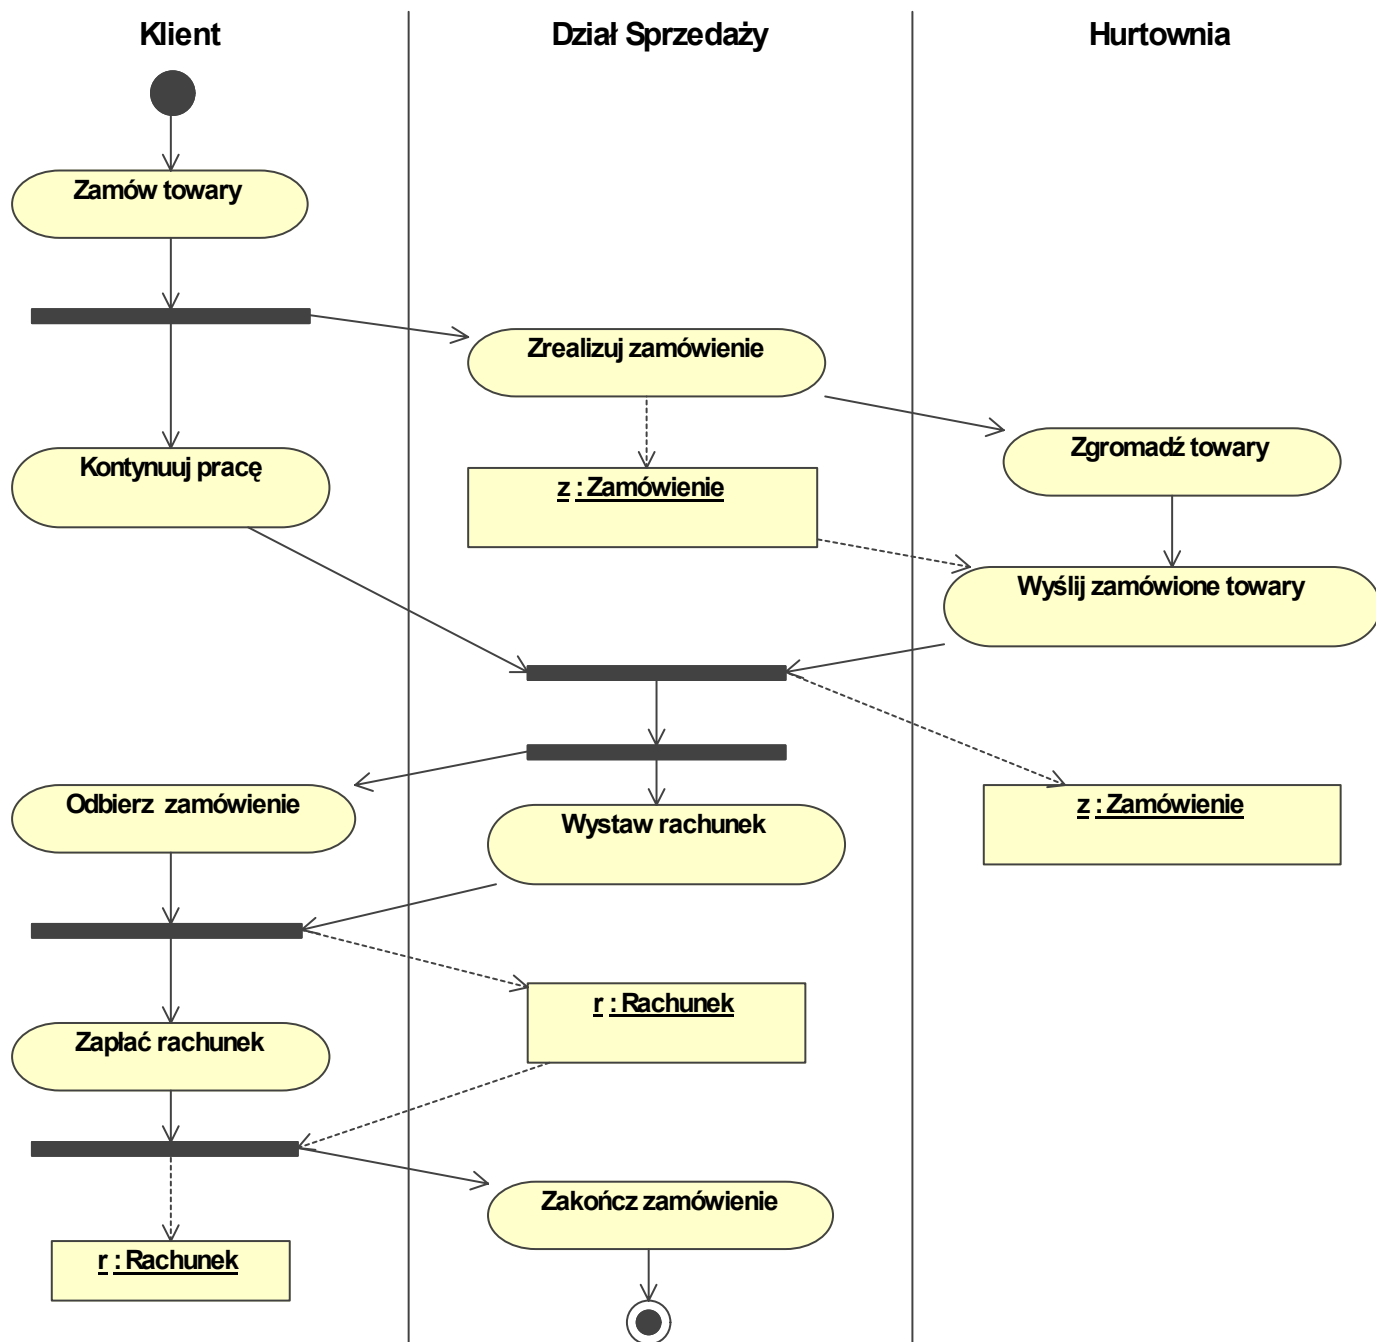 Klient
Dział Sprzedaży
Hurtownia
Zamów towary
Zrealizuj zamówienie
Zgromadź towary
Kontynuuj pracę
z : Zamówienie
Wyślij zamówione towary
Odbierz zamówienie
Wystaw rachunek
z : Zamówienie
r : Rachunek
Zapłać rachunek
Zakończ zamówienie
r : Rachunek